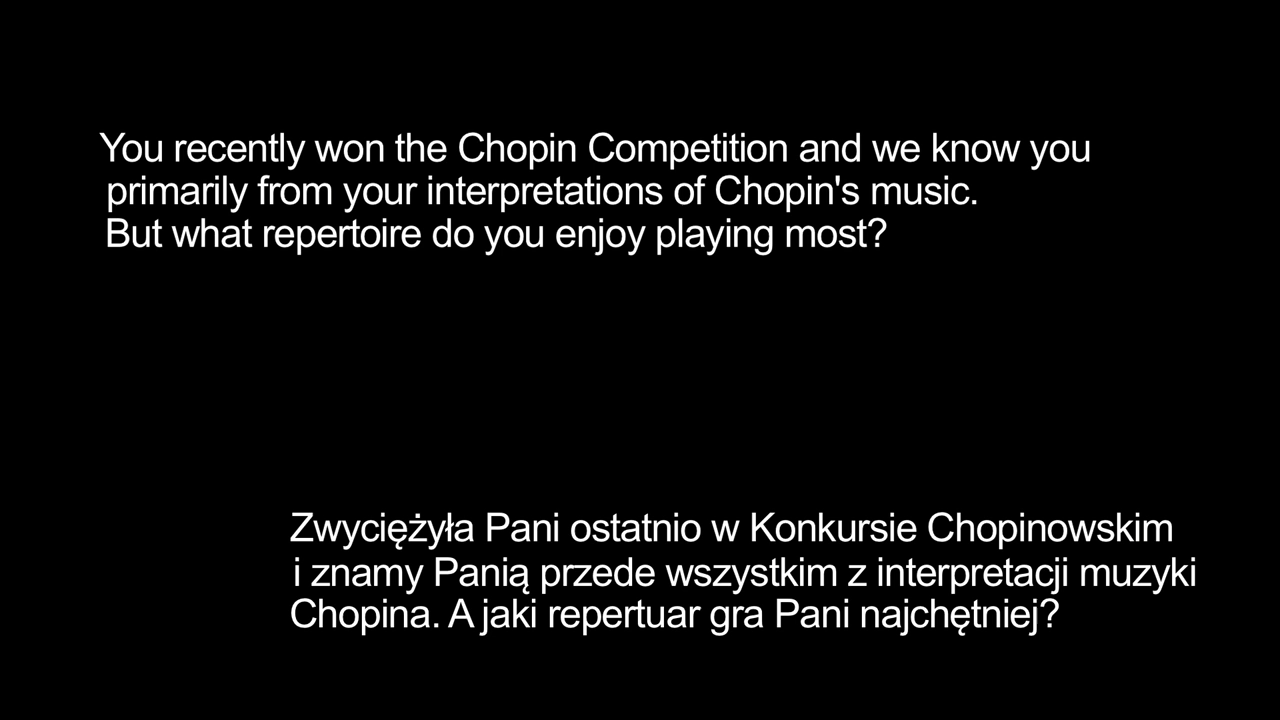 You recently won the Chopin Competition and we know you
primarily from your interpretations of Chopin's music.
But what repertoire do you enjoy playing most?
Zwyciężyła Pani ostatnio w Konkursie Chopinowskim
i znamy Panią przede wszystkim z interpretacji muzyki
Chopina. A jaki repertuar gra Pani najchętniej?